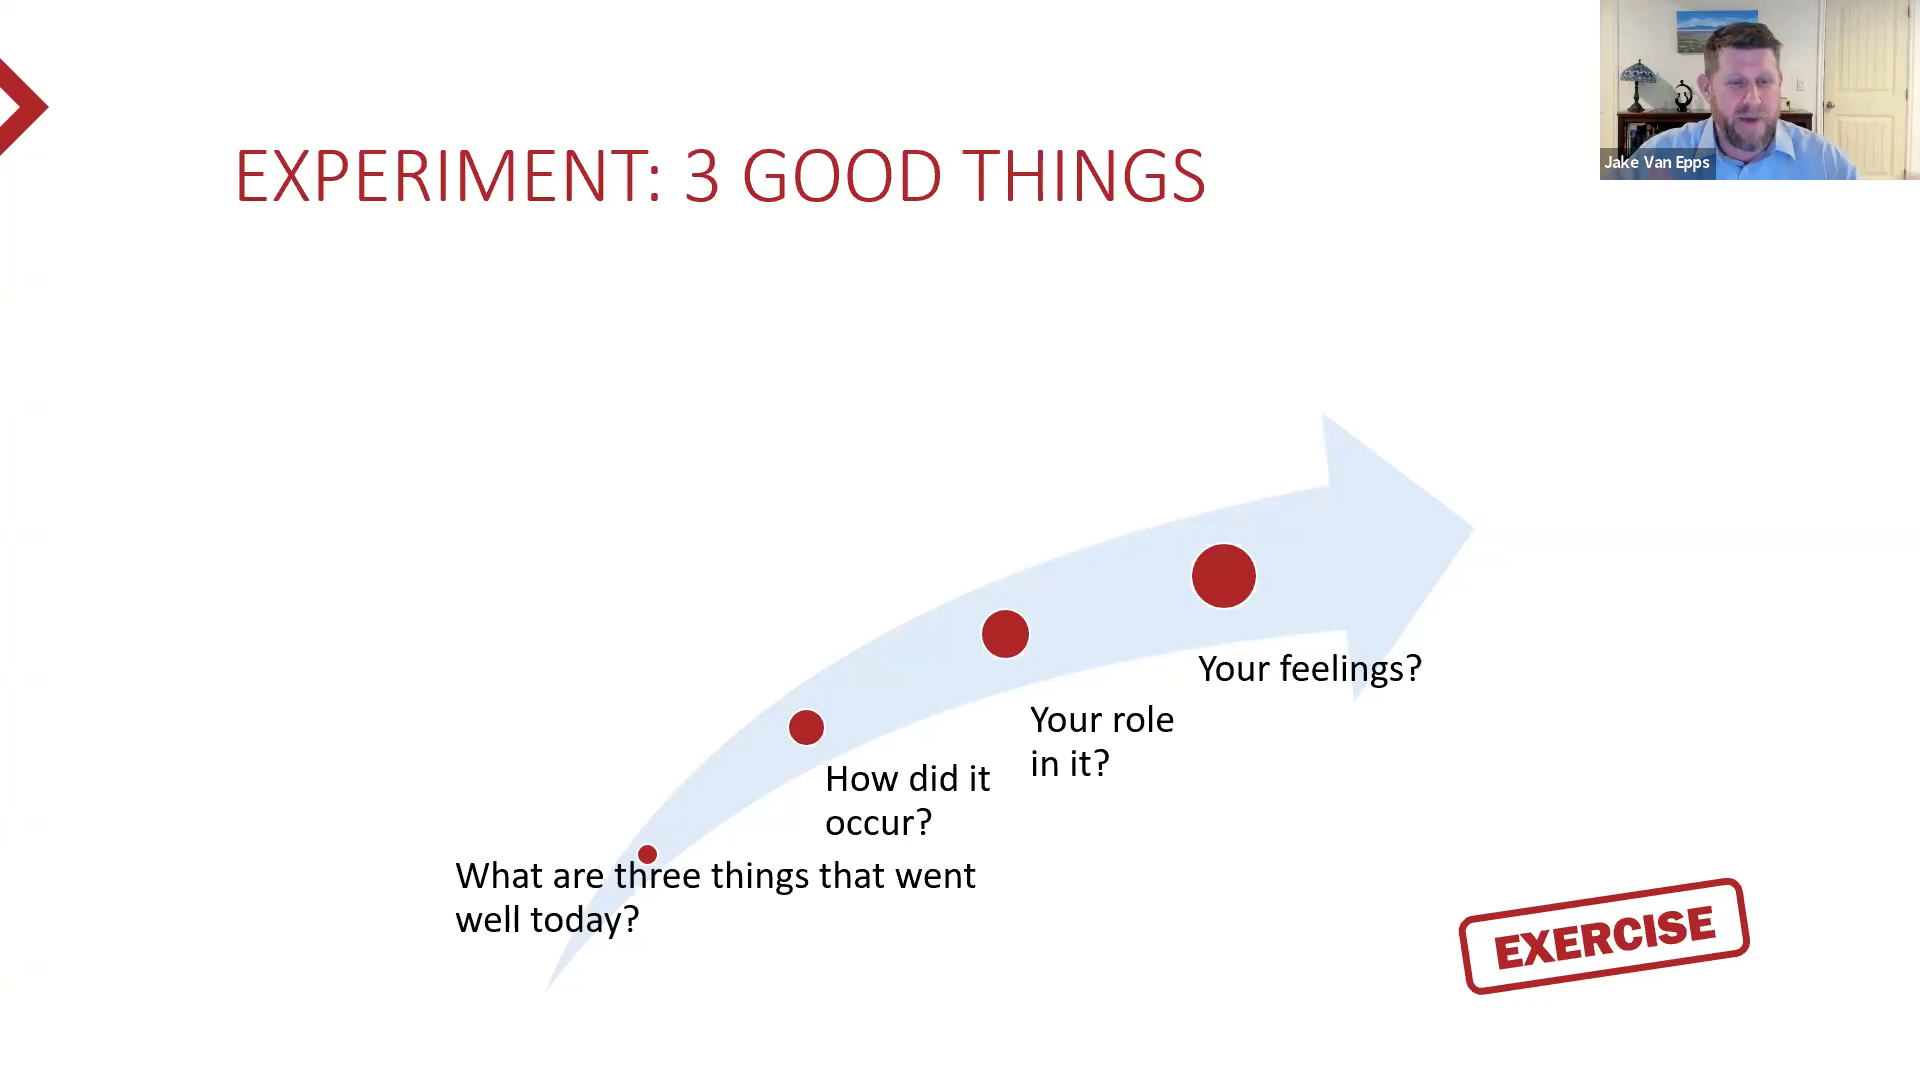 Jake Van Epps
EXPERIMENT: 3 GOOD THINGS
What are three things that went
well today?
How did it
occur?
Your role
in it?
Your feelings?
EXERCISE